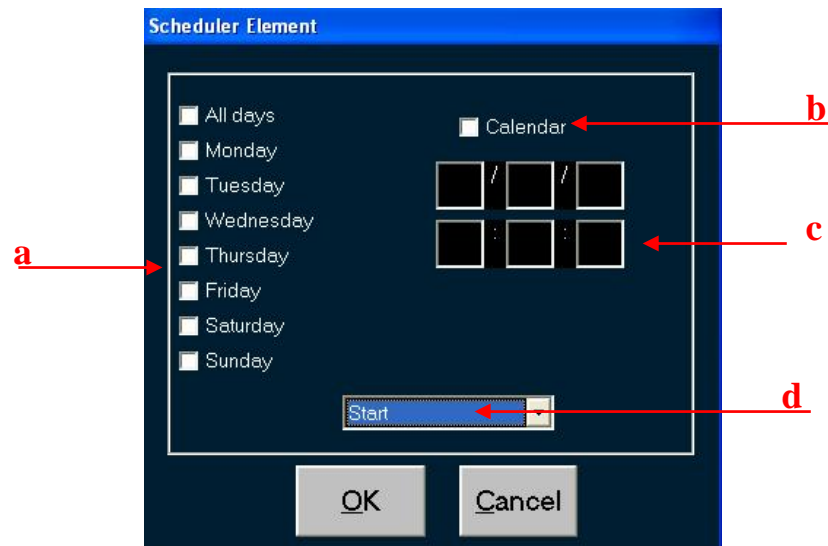 Scheduler Element
All days
Monday
Tuesday
Wednesday
Thursday
Friday
Saturday
Sunday
a
Calendar
b
/ /
: :
c
Start
d
OK
Cancel